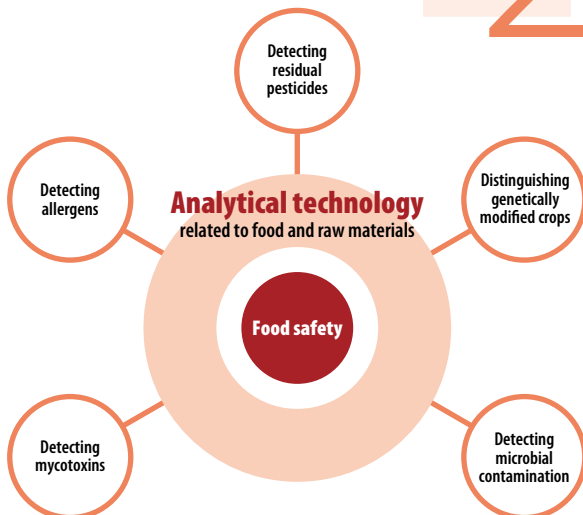 Detecting
residual
pesticides
Detecting
allergens
Analytical technology
related to food and raw materials
Distinguishing
genetically
modified crops
Food safety
Detecting
mycotoxins
Detecting
microbial
contamination